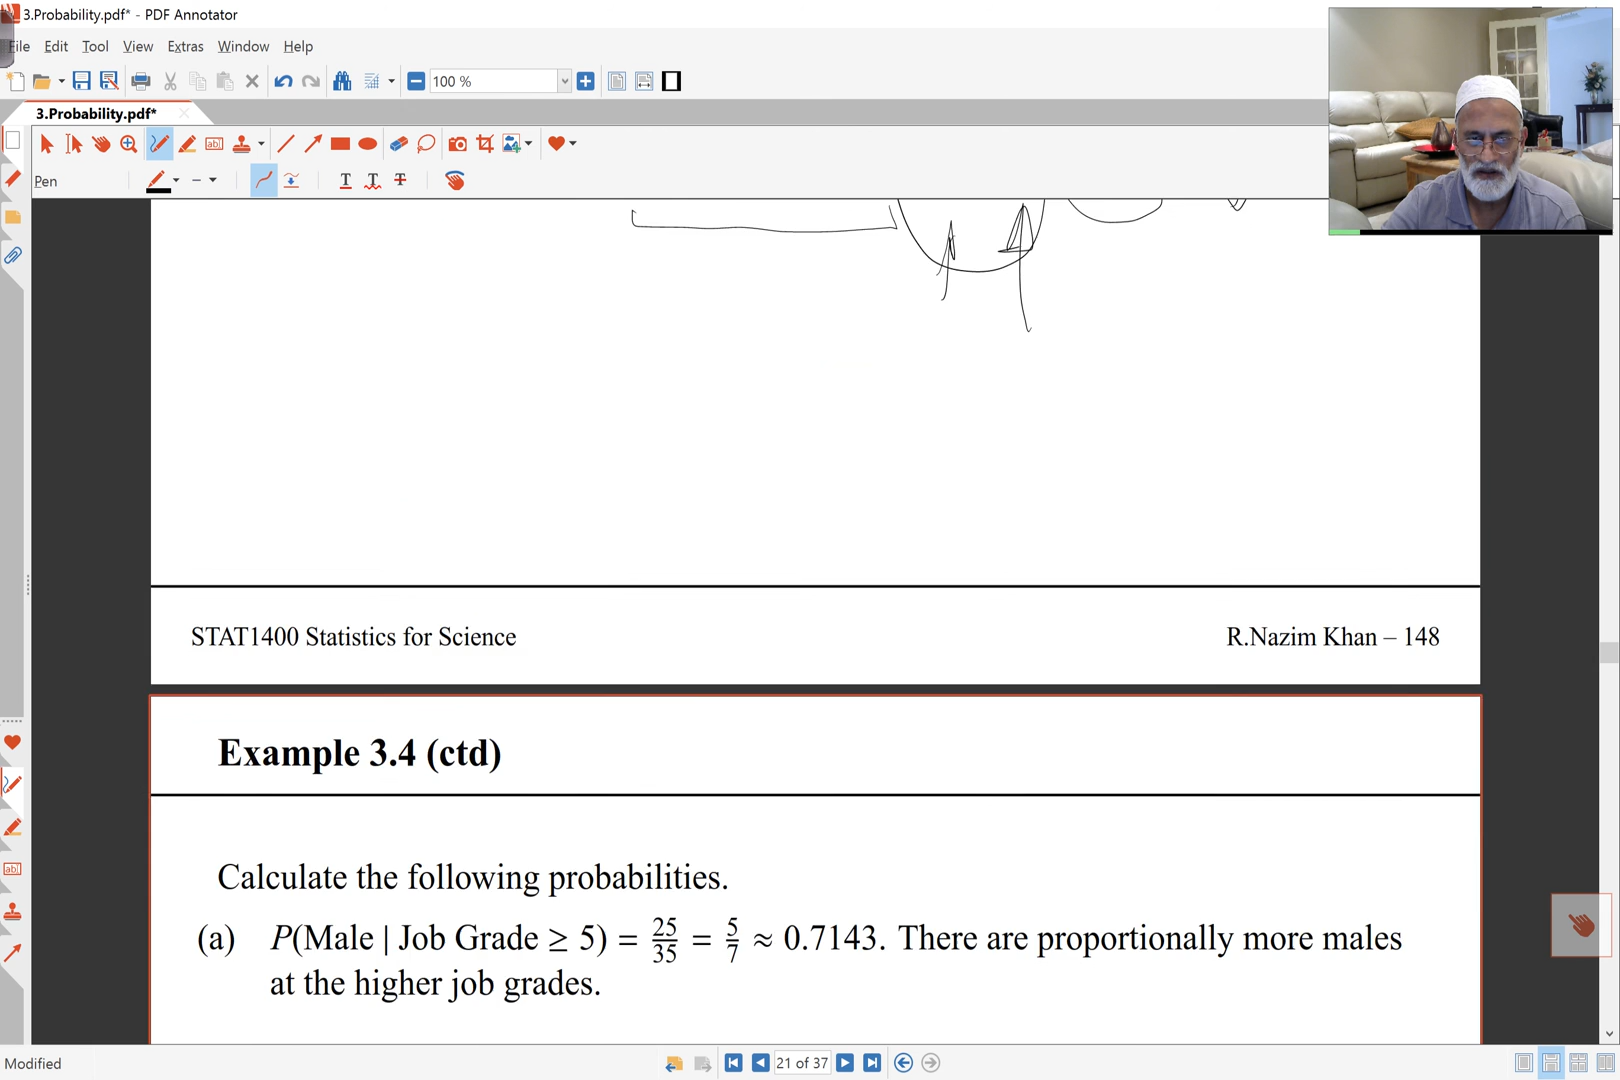 3.Probability.pdf* - PDF Annotator
File Edit Tool View Extras Window Help
100 %
3.Probability.pdf*
Pen
STAT1400 Statistics for Science
R.Nazim Khan – 148
Example 3.4 (ctd)
Calculate the following probabilities.
(a) P(Male | Job Grade ≥ 5) = 25/35 = 5/7 ≈ 0.7143. There are proportionally more males
at the higher job grades.
Modified
21 of 37